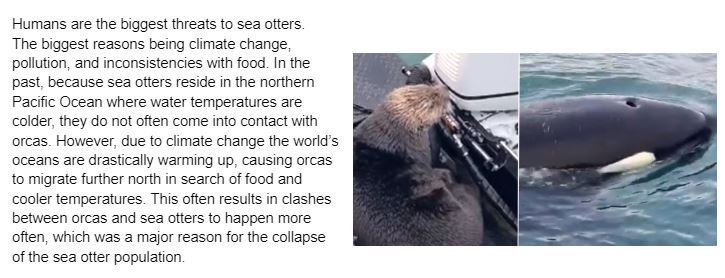 Humans are the biggest threats to sea otters.
The biggest reasons being climate change,
pollution, and inconsistencies with food. In the
past, because sea otters reside in the northern
Pacific Ocean where water temperatures are
colder, they do not often come into contact with
orcas. However, due to climate change the world's
oceans are drastically warming up, causing orcas
to migrate further north in search of food and
cooler temperatures. This often results in clashes
between orcas and sea otters to happen more
often, which was a major reason for the collapse
of the sea otter population.